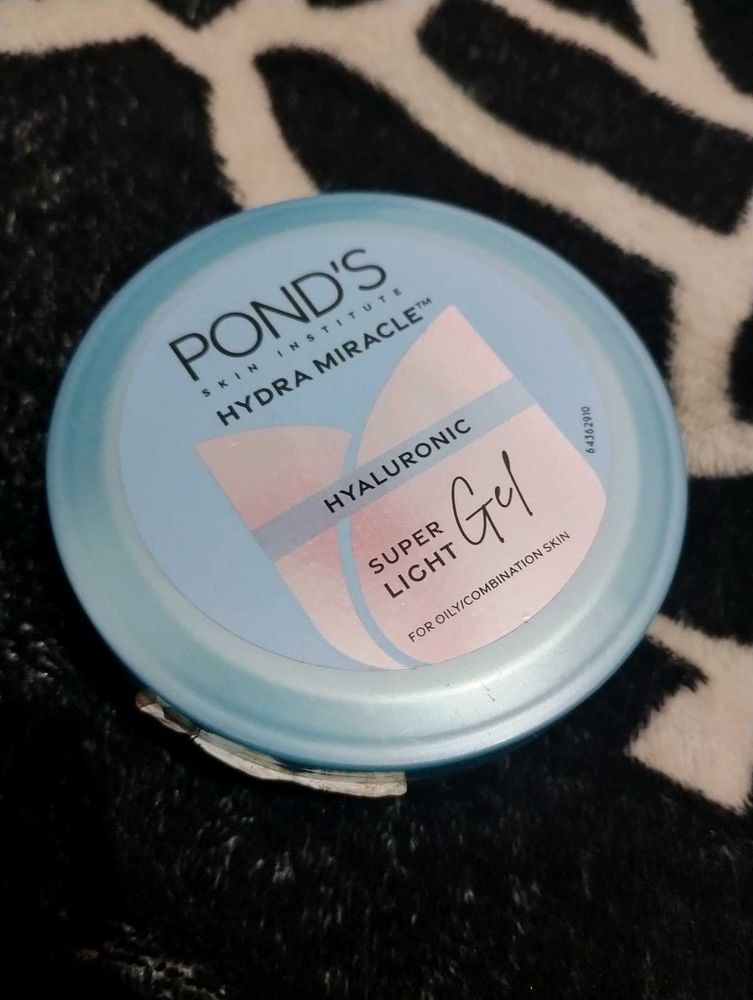 POND'S
SKIN INSTITUTE
HYDRA MIRACLE™
HYALURONIC
SUPER
LIGHT Gel
FOR OILY/COMBINATION SKIN
64362910